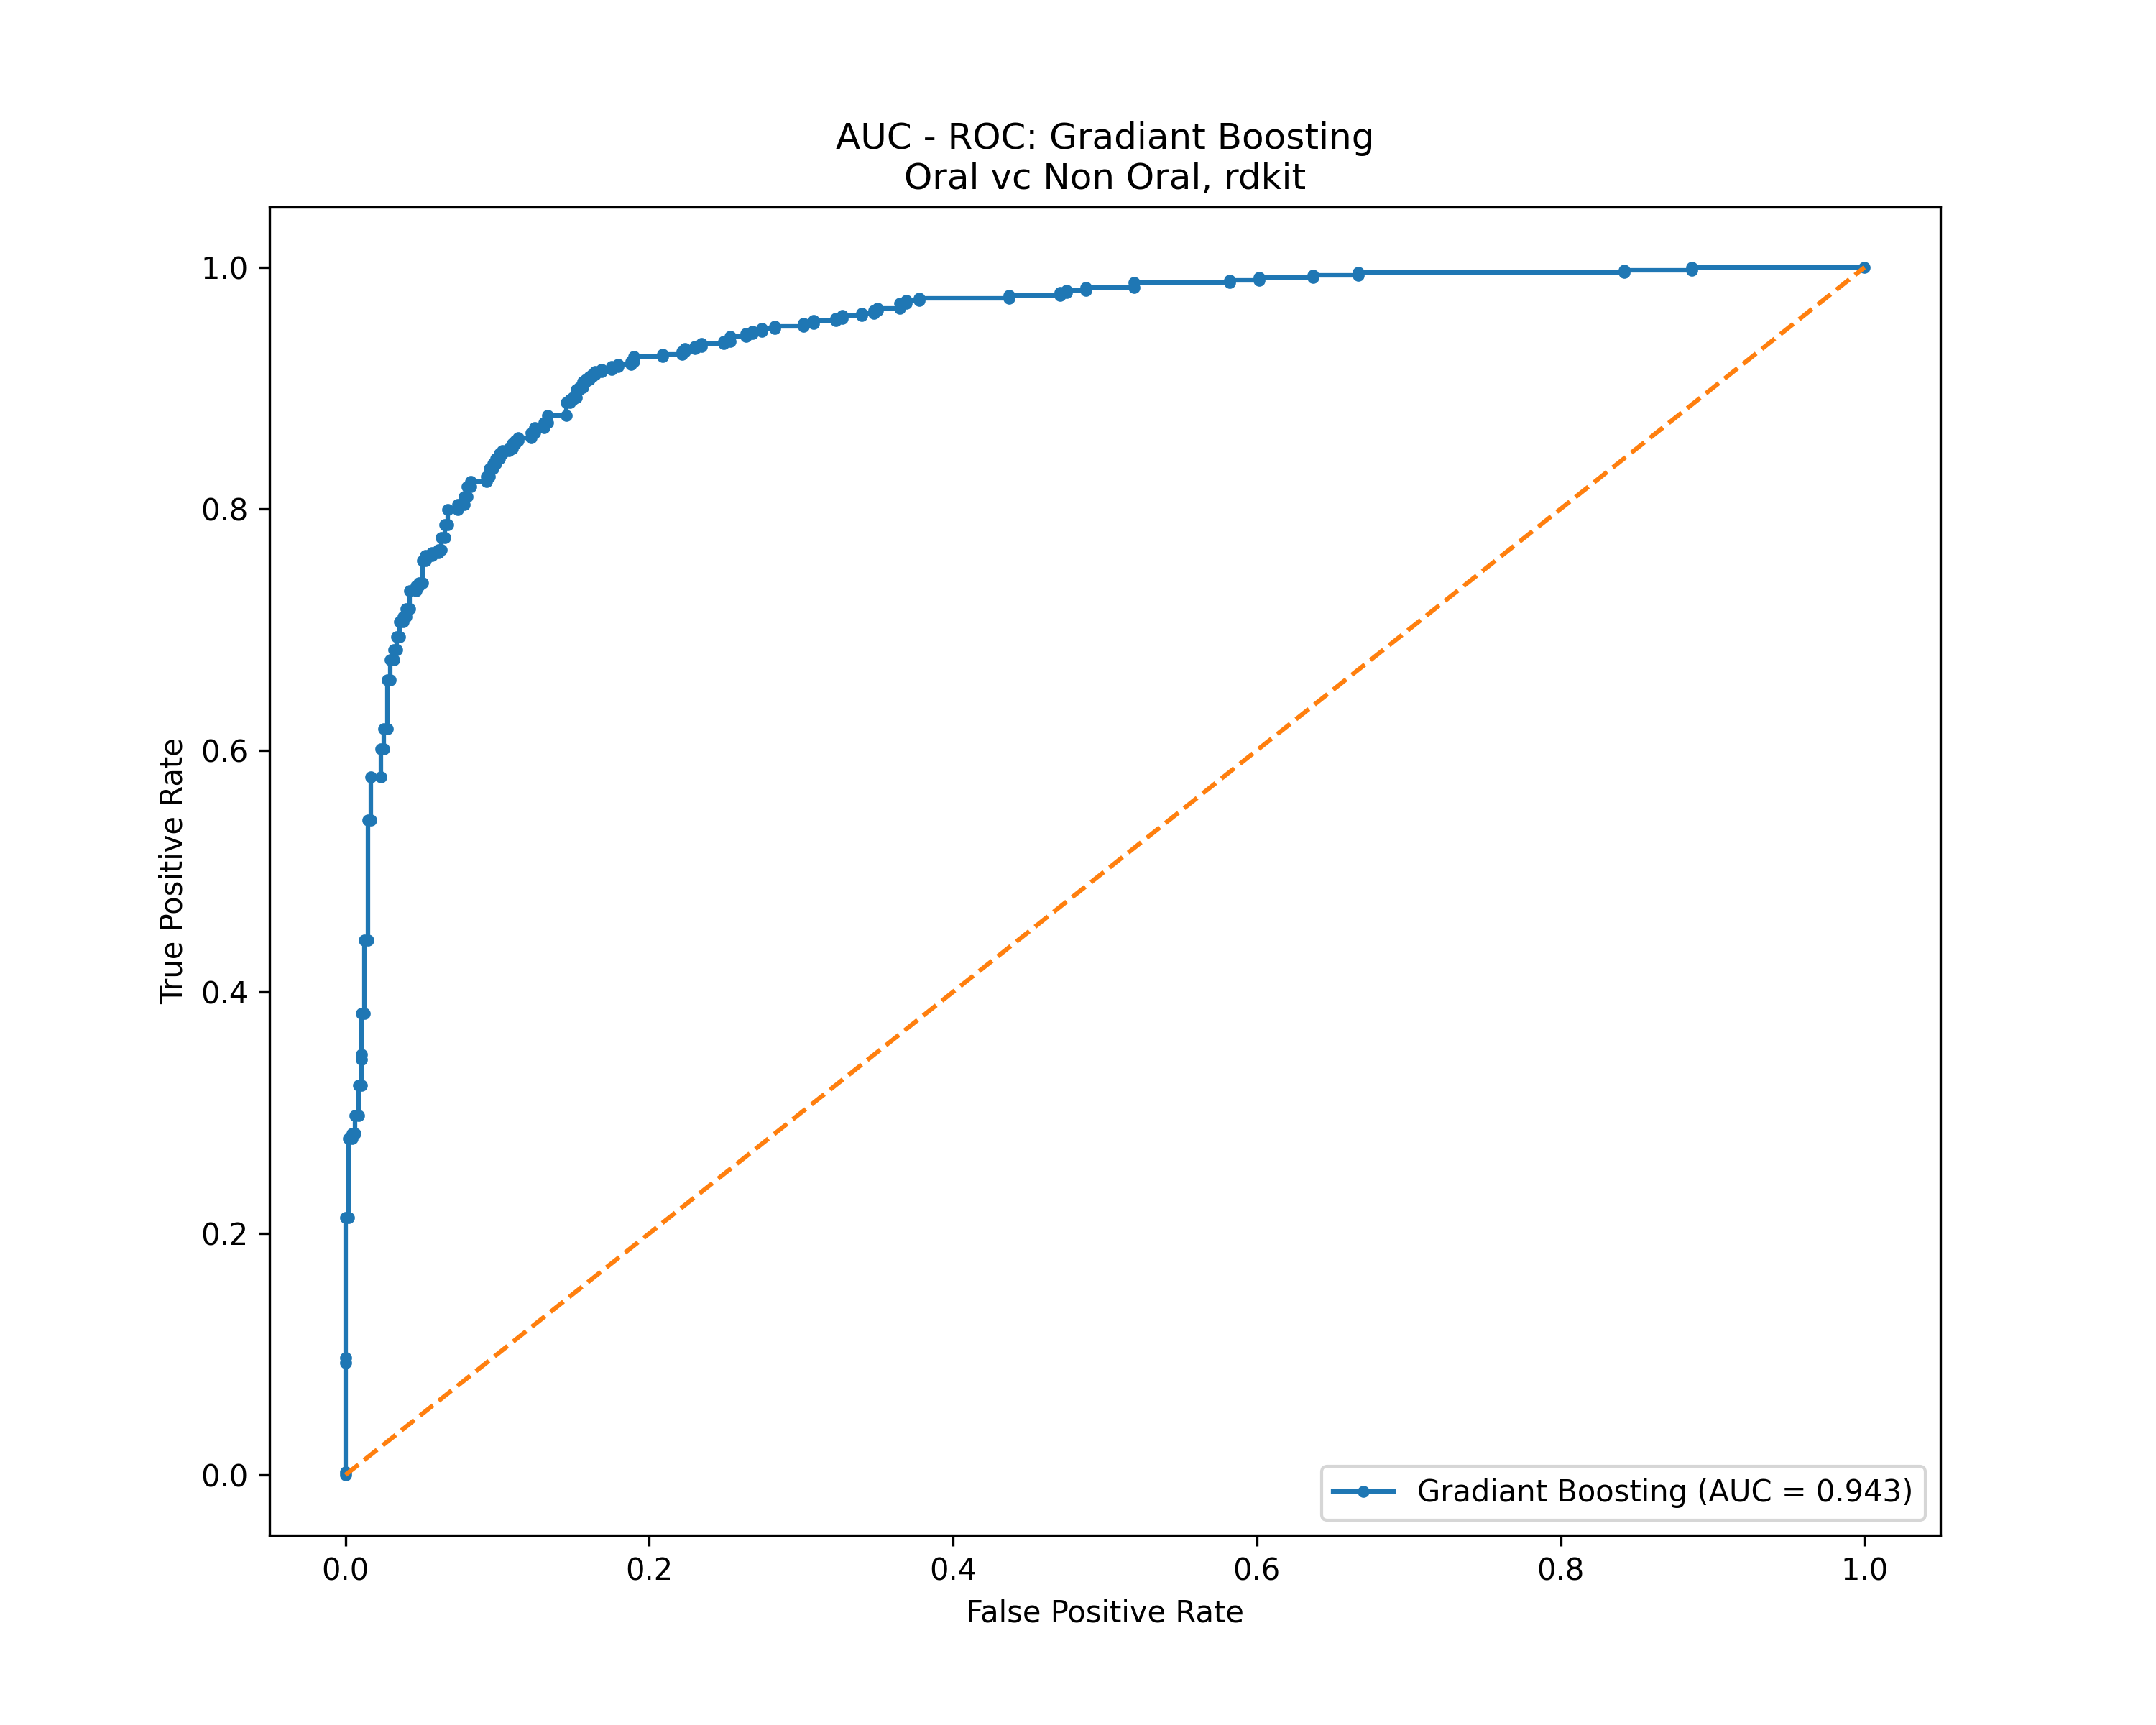 AUC - ROC: Gradiant Boosting
Oral vc Non Oral, rdkit
True Positive Rate
1.0
0.8
0.6
0.4
0.2
0.0
0.0 0.2 0.4 0.6 0.8 1.0
False Positive Rate
Gradiant Boosting (AUC = 0.943)